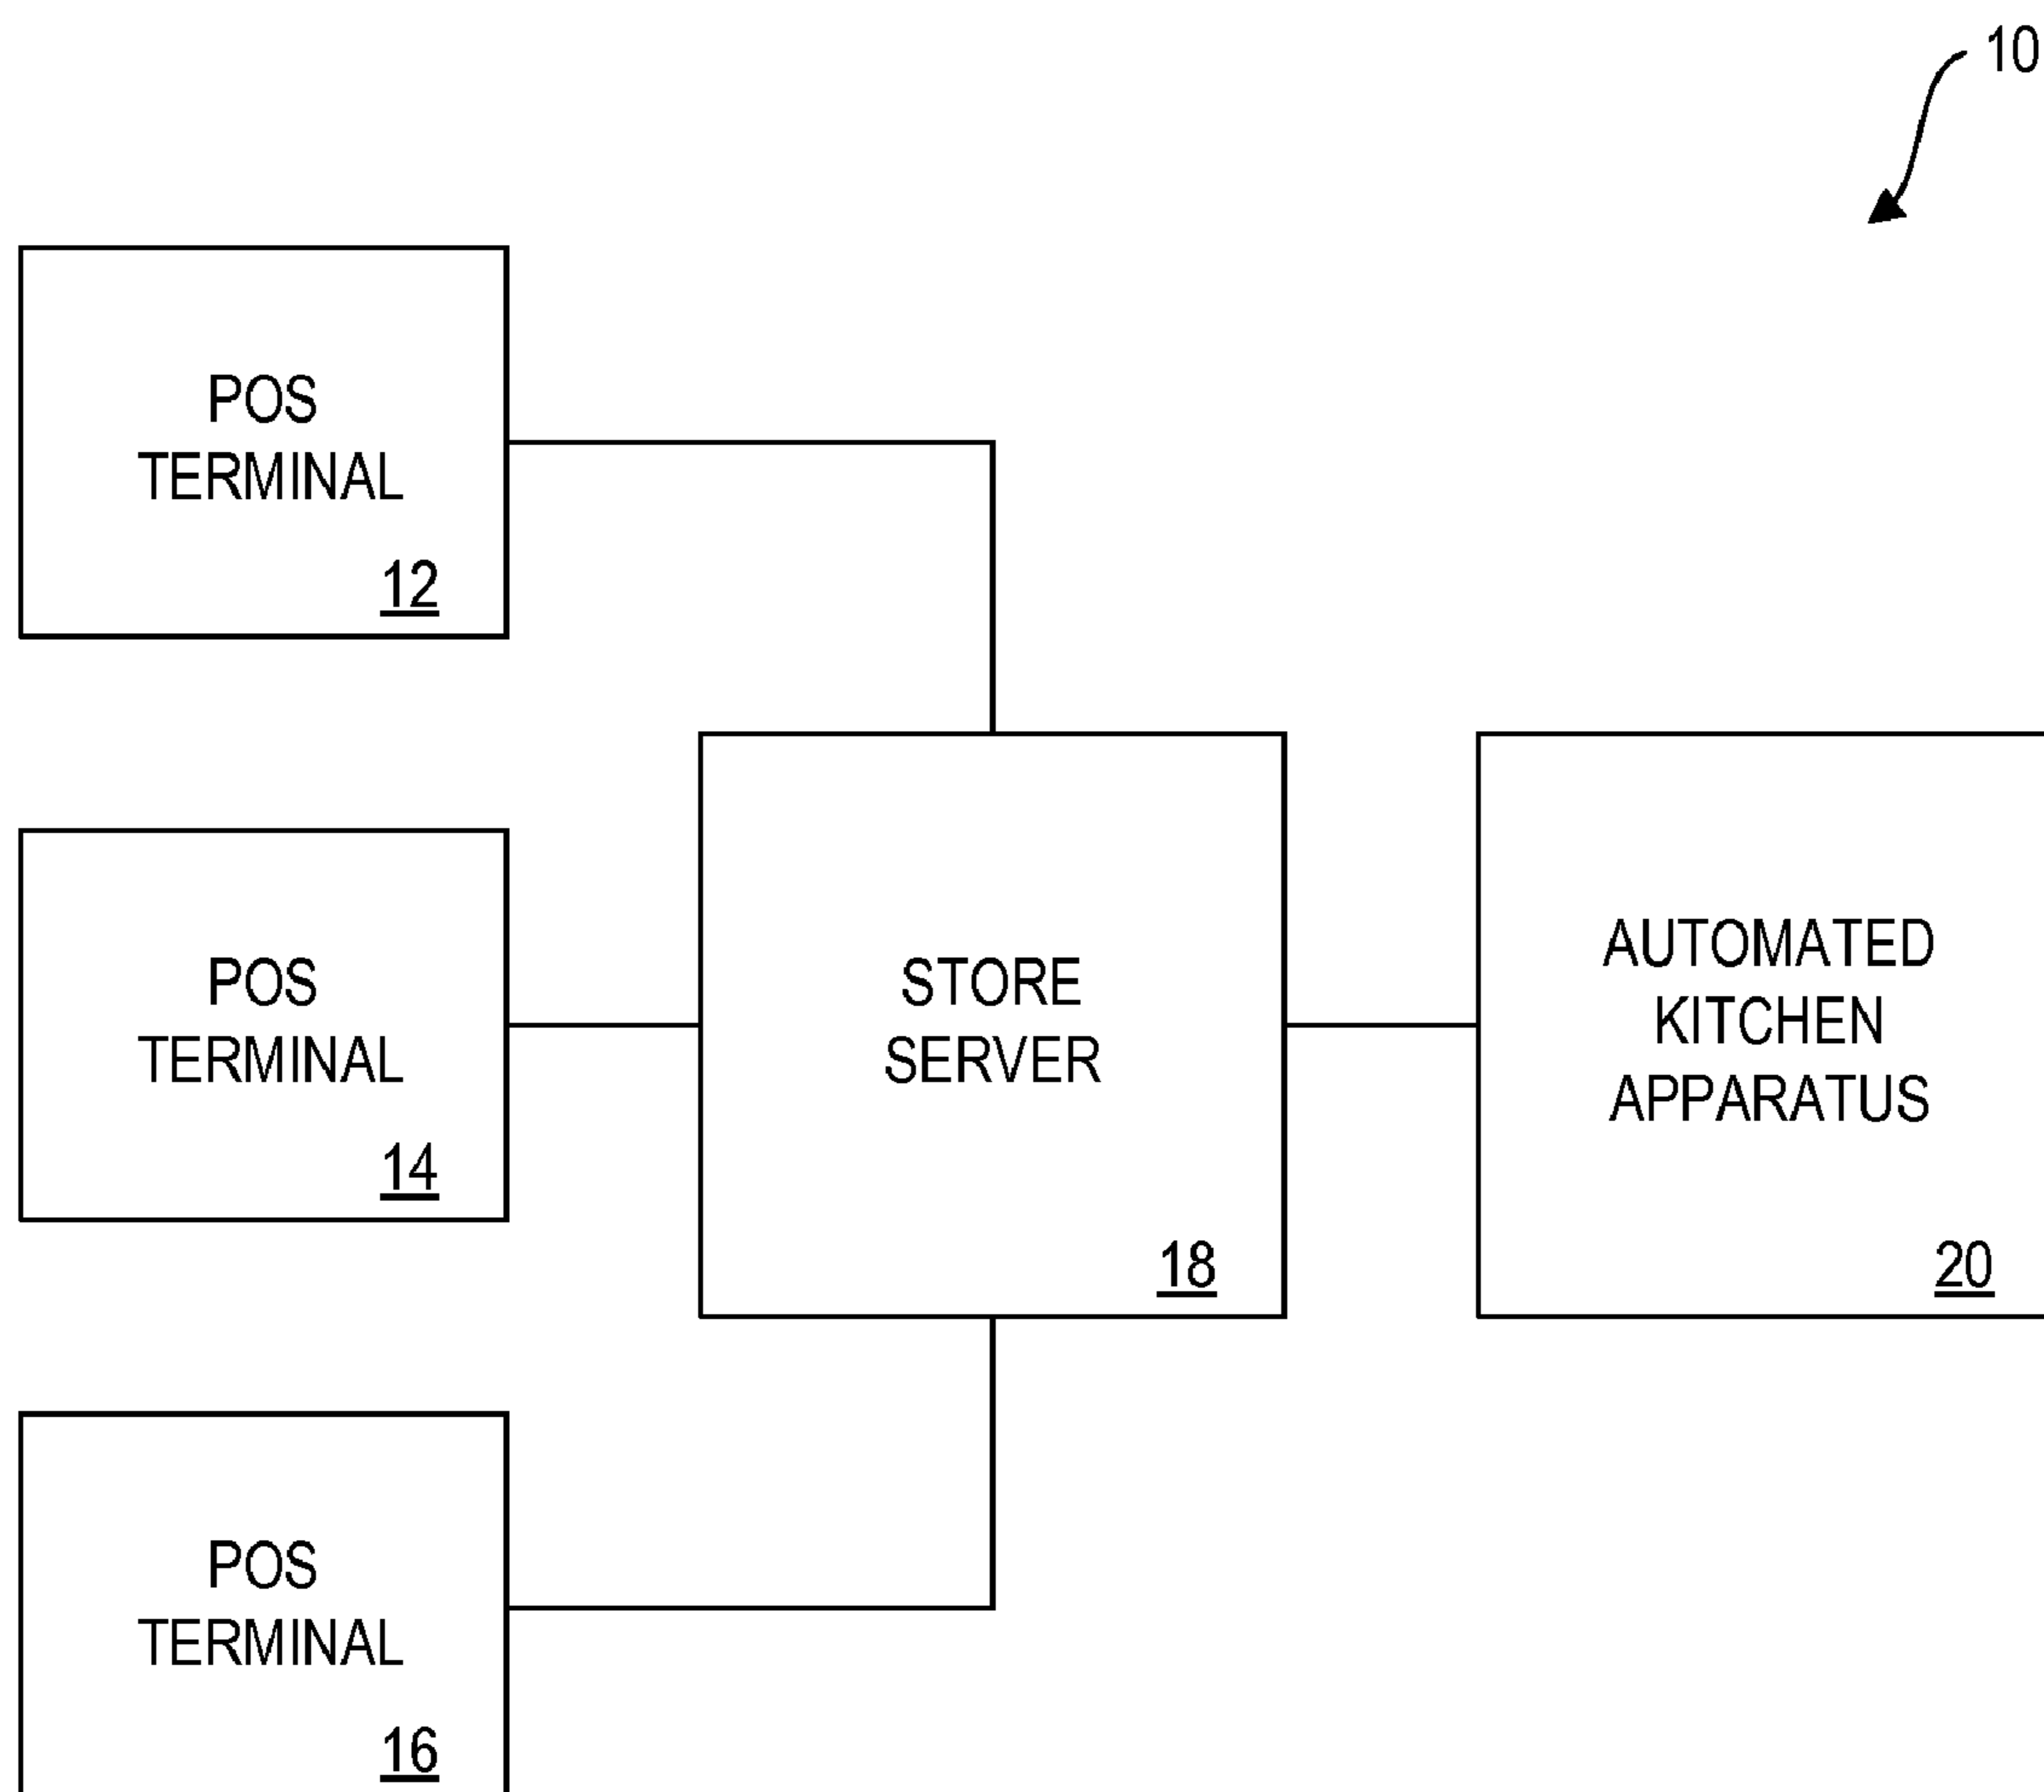 10
POS
TERMINAL
12
POS
TERMINAL
14
STORE
SERVER
18
AUTOMATED
KITCHEN
APPARATUS
20
POS
TERMINAL
16